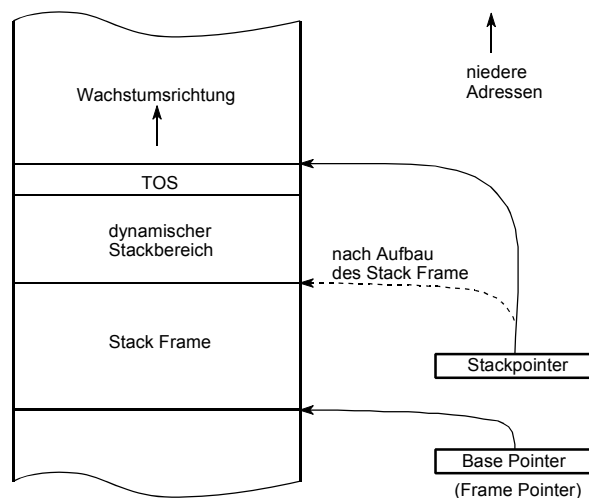 niedere
Adressen
Wachstumsrichtung
TOS
dynamischer
Stackbereich
nach Aufbau
des Stack Frame
Stack Frame
Stackpointer
Base Pointer
(Frame Pointer)